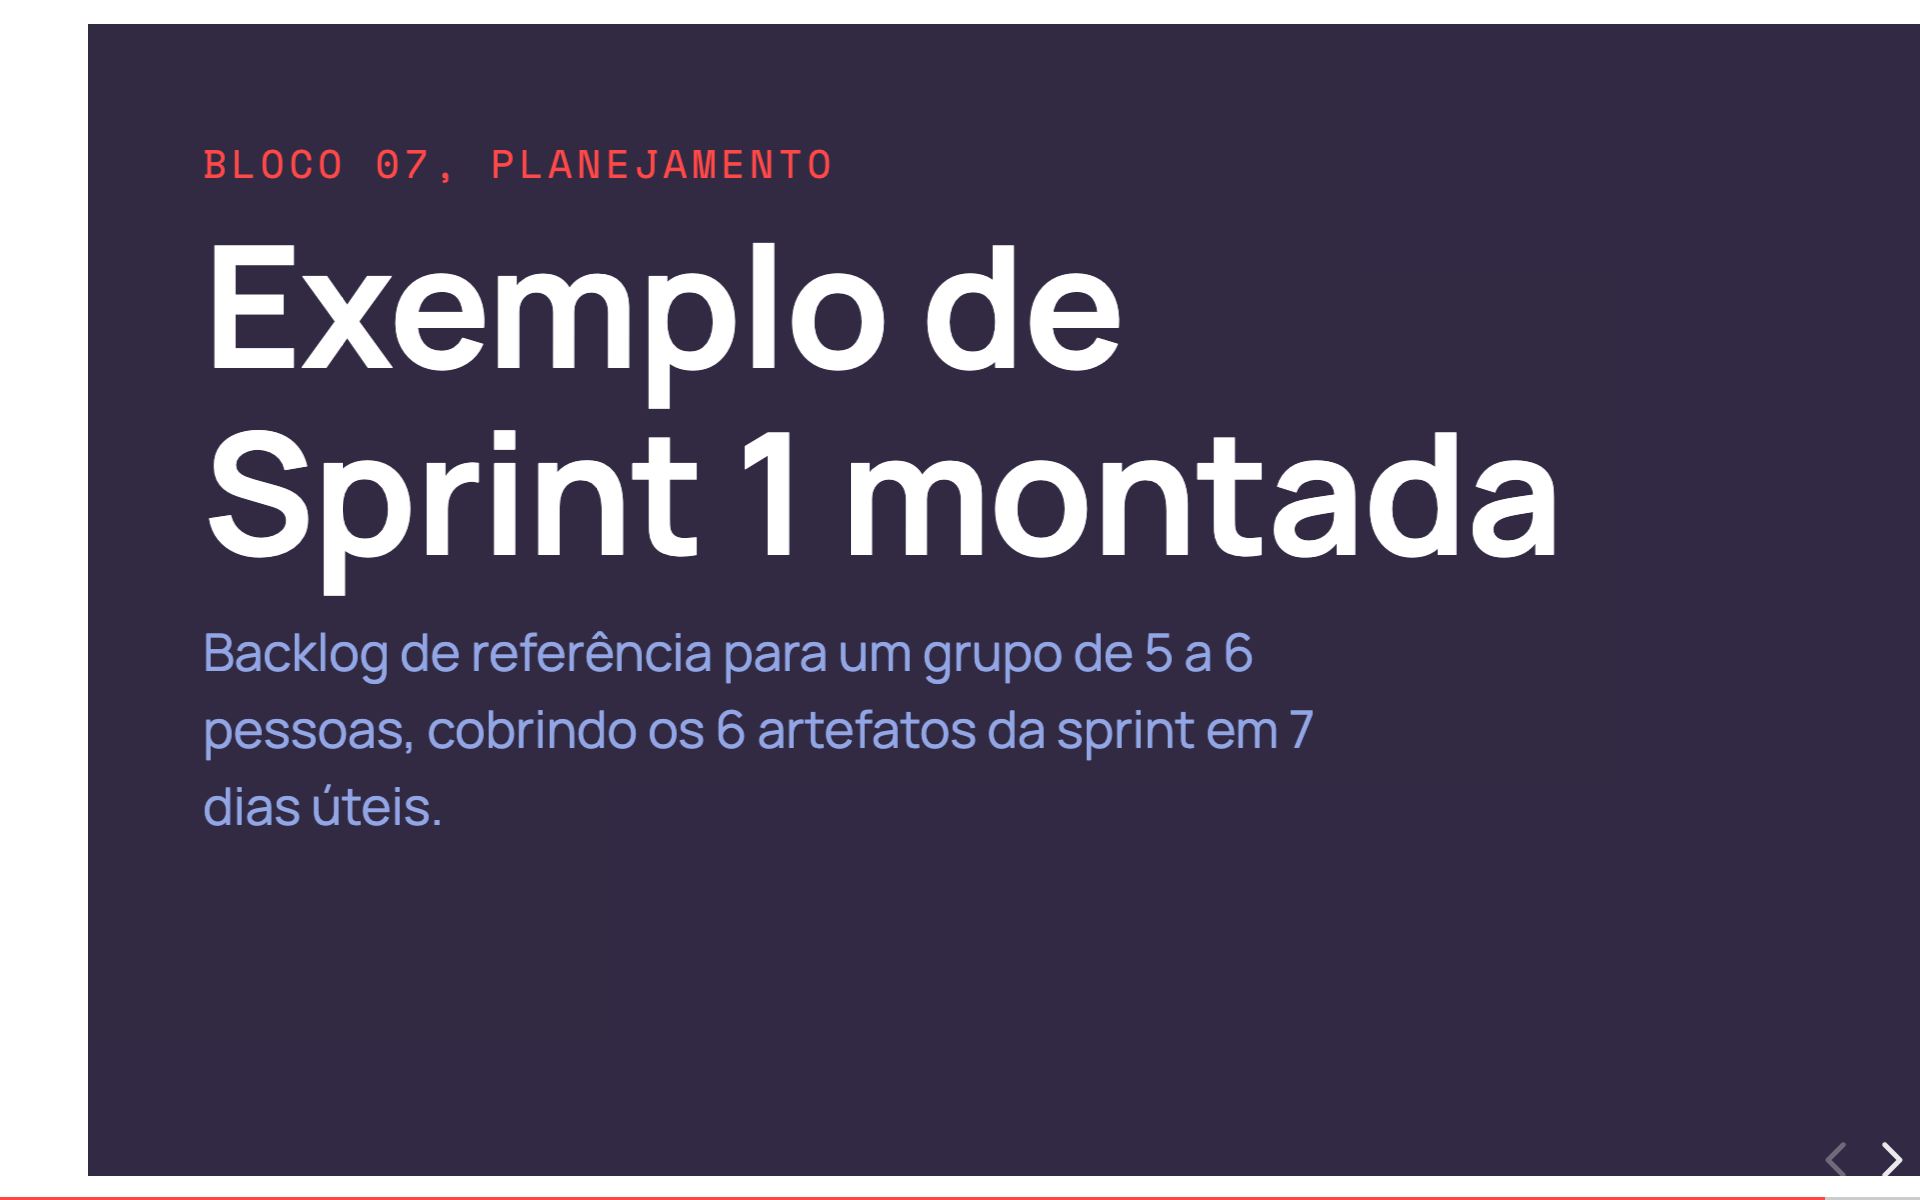 BLOCO 07, PLANEJAMENTO
Exemplo de
Sprint 1 montada
Backlog de referência para um grupo de 5 a 6
pessoas, cobrindo os 6 artefatos da sprint em 7
dias úteis.